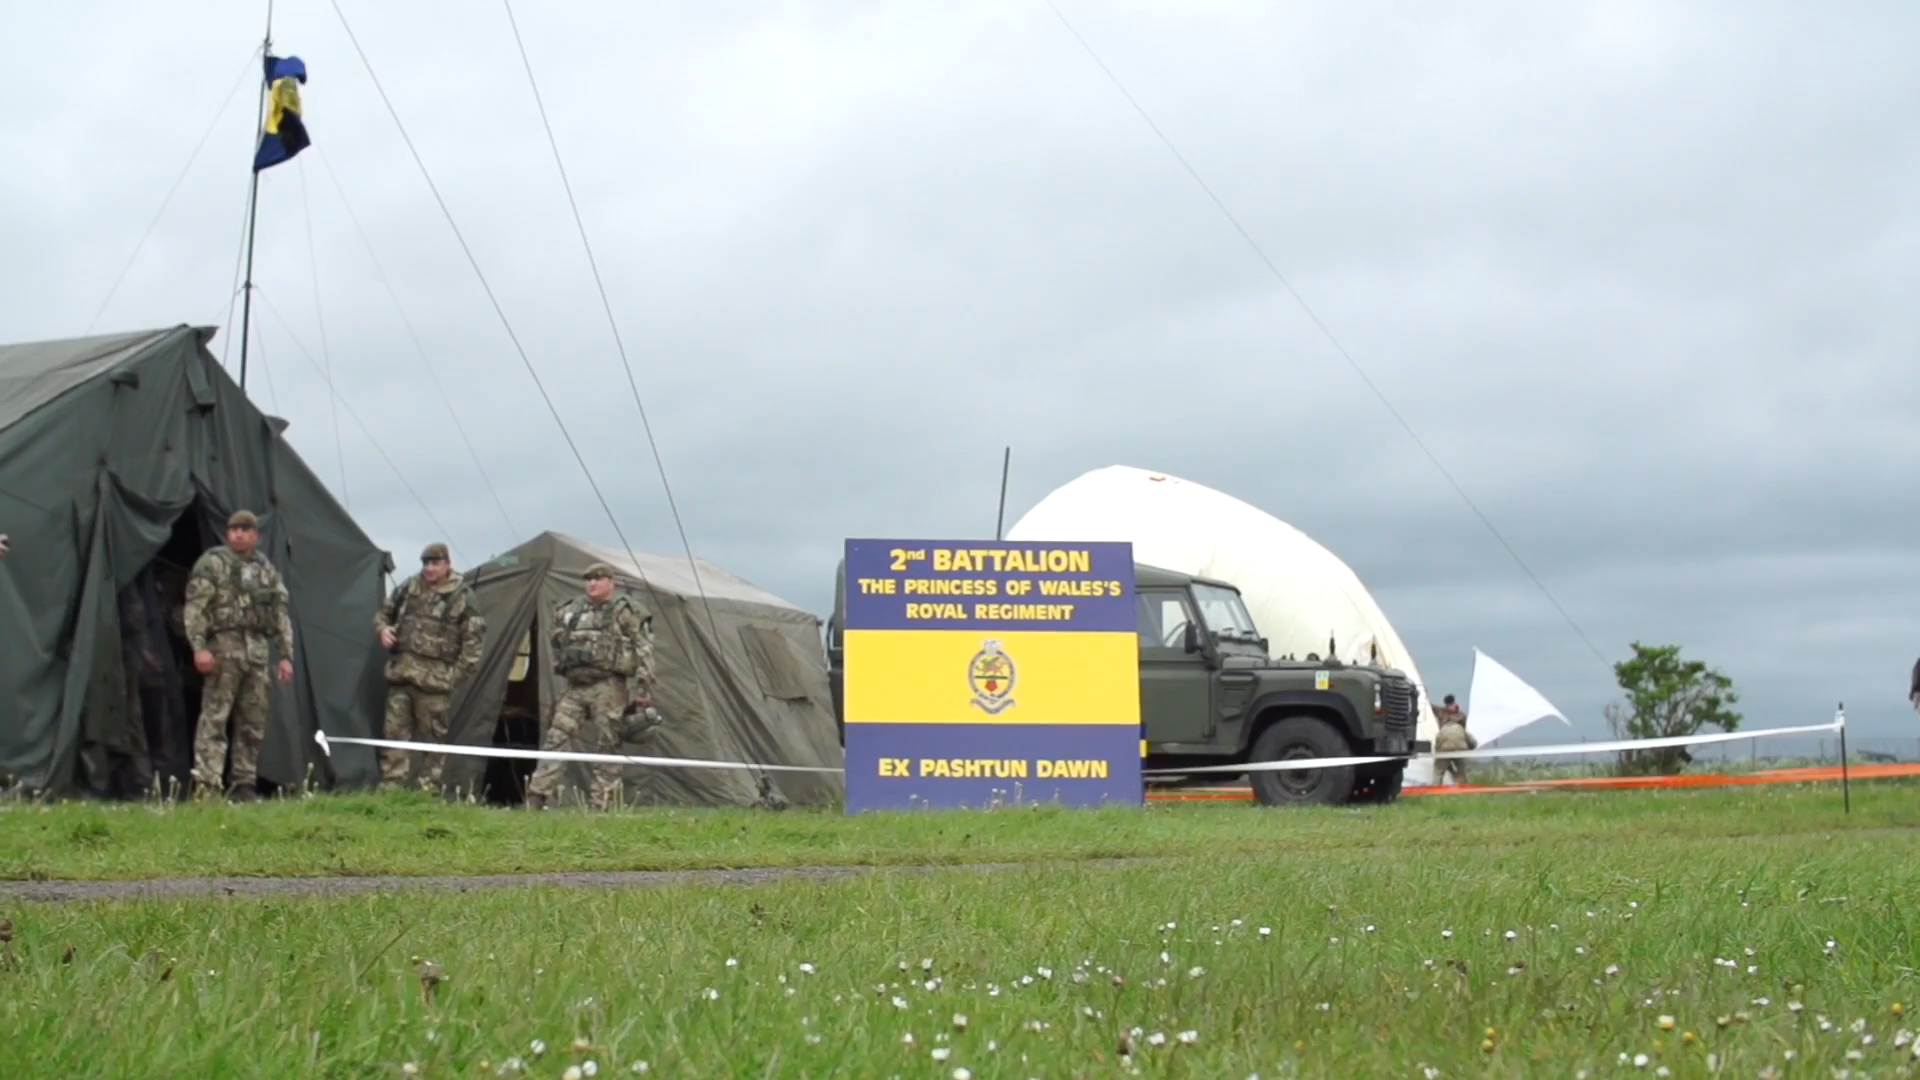 2nd BATTALION
THE PRINCESS OF WALES'S
ROYAL REGIMENT
EX PASHTUN DAWN